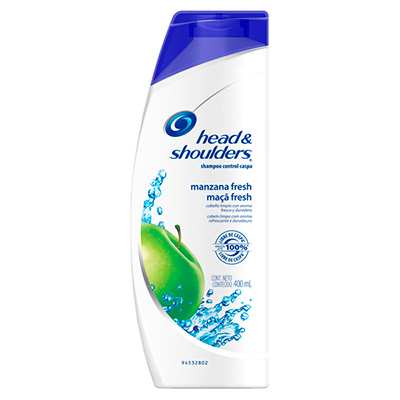 head &
shoulders
shampoo control caspa
manzana fresh
maçã fresh
cabello limpio con aroma
fresco y duradero
cabelo limpo com aroma
refrescante e duradouro
LIBRE DE CASPA
100%
LIVRE DE CASPA
CONT. NETO
CONTEÚDO 400 mL
94532802